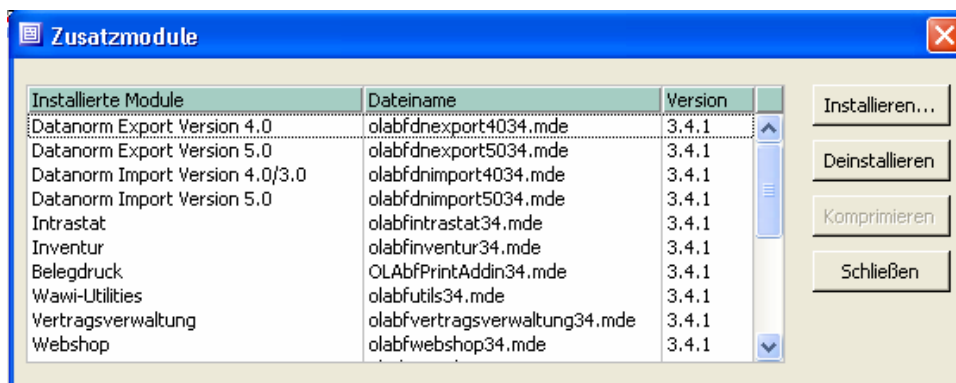 Zusatzmodule
Installierte Module Dateiname Version
Datanorm Export Version 4.0 olabfdnexport4034.mde 3.4.1
Datanorm Export Version 5.0 olabfdnexport5034.mde 3.4.1
Datanorm Import Version 4.0/3.0 olabfdnimport4034.mde 3.4.1
Datanorm Import Version 5.0 olabfdnimport5034.mde 3.4.1
Intrastat olabfintrastat34.mde 3.4.1
Inventur olabfinventur34.mde 3.4.1
Belegdruck OLAbfPrintAddin34.mde 3.4.1
Wawi-Utilities olabfutils34.mde 3.4.1
Vertragsverwaltung olabfvertragsverwaltung34.mde 3.4.1
Webshop olabfwebshop34.mde 3.4.1
Installieren...
Deinstallieren
Komprimieren
Schließen